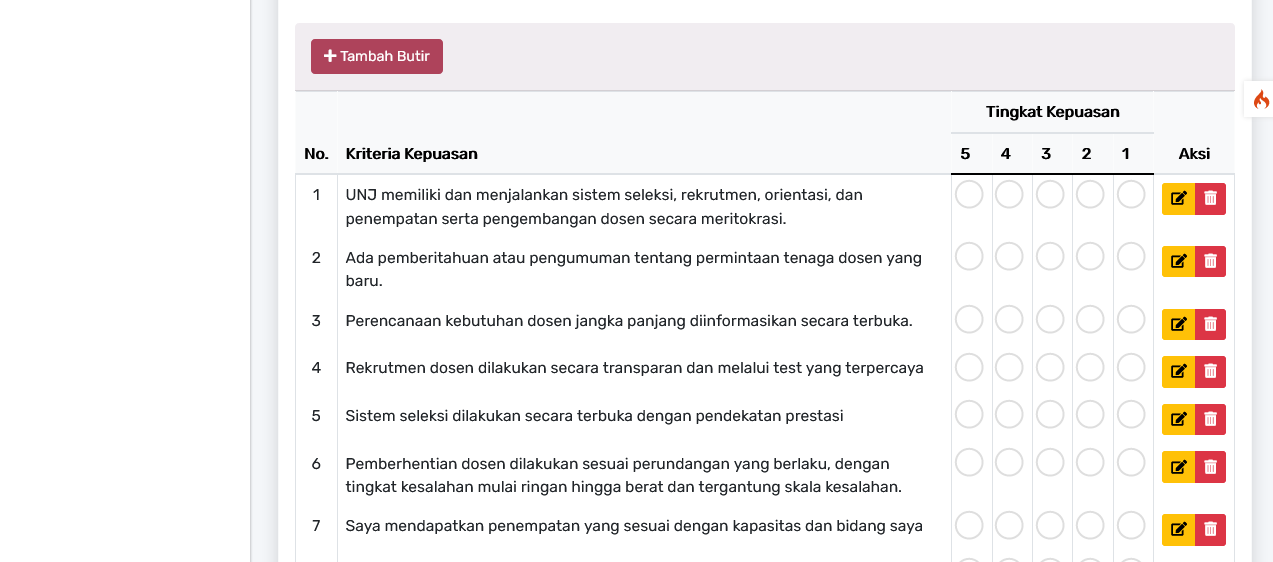 Tambah Butir
Tingkat Kepuasan
No. Kriteria Kepuasan 5 4 3 2 1 Aksi
1 UNJ memiliki dan menjalankan sistem seleksi, rekrutmen, orientasi, dan
penempatan serta pengembangan dosen secara meritokrasi.
2 Ada pemberitahuan atau pengumuman tentang permintaan tenaga dosen yang
baru.
3 Perencanaan kebutuhan dosen jangka panjang diinformasikan secara terbuka.
4 Rekrutmen dosen dilakukan secara transparan dan melalui test yang terpercaya
5 Sistem seleksi dilakukan secara terbuka dengan pendekatan prestasi
6 Pemberhentian dosen dilakukan sesuai perundangan yang berlaku, dengan
tingkat kesalahan mulai ringan hingga berat dan tergantung skala kesalahan.
7 Saya mendapatkan penempatan yang sesuai dengan kapasitas dan bidang saya